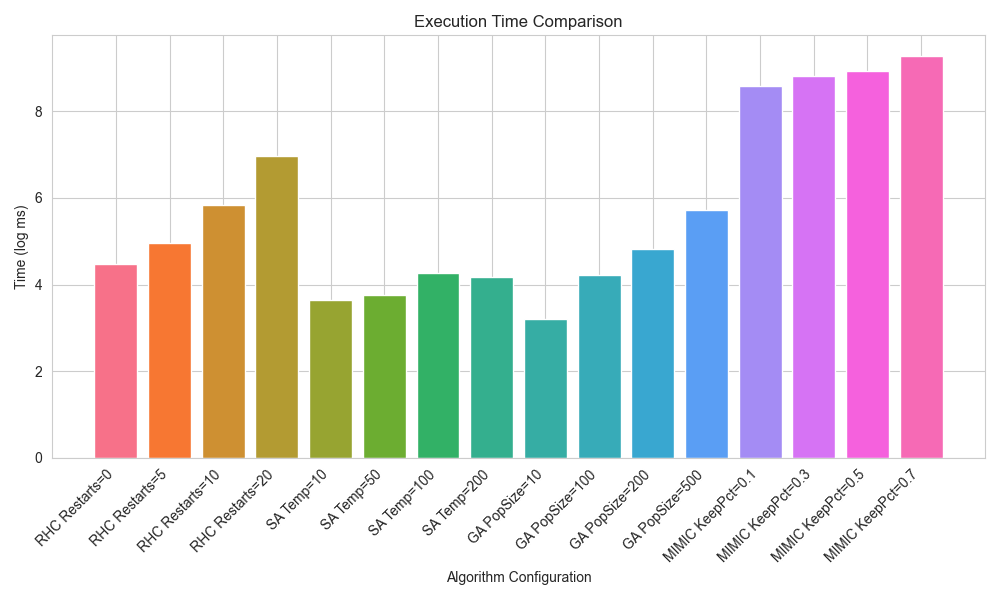 Execution Time Comparison
Time (log ms)
8
6
4
2
0
RHC Restarts=0
RHC Restarts=5
RHC Restarts=10
RHC Restarts=20
SA Temp=10
SA Temp=50
SA Temp=100
SA Temp=200
GA PopSize=10
GA PopSize=100
GA PopSize=200
GA PopSize=500
MIMIC KeepPct=0.1
MIMIC KeepPct=0.3
MIMIC KeepPct=0.5
MIMIC KeepPct=0.7
Algorithm Configuration